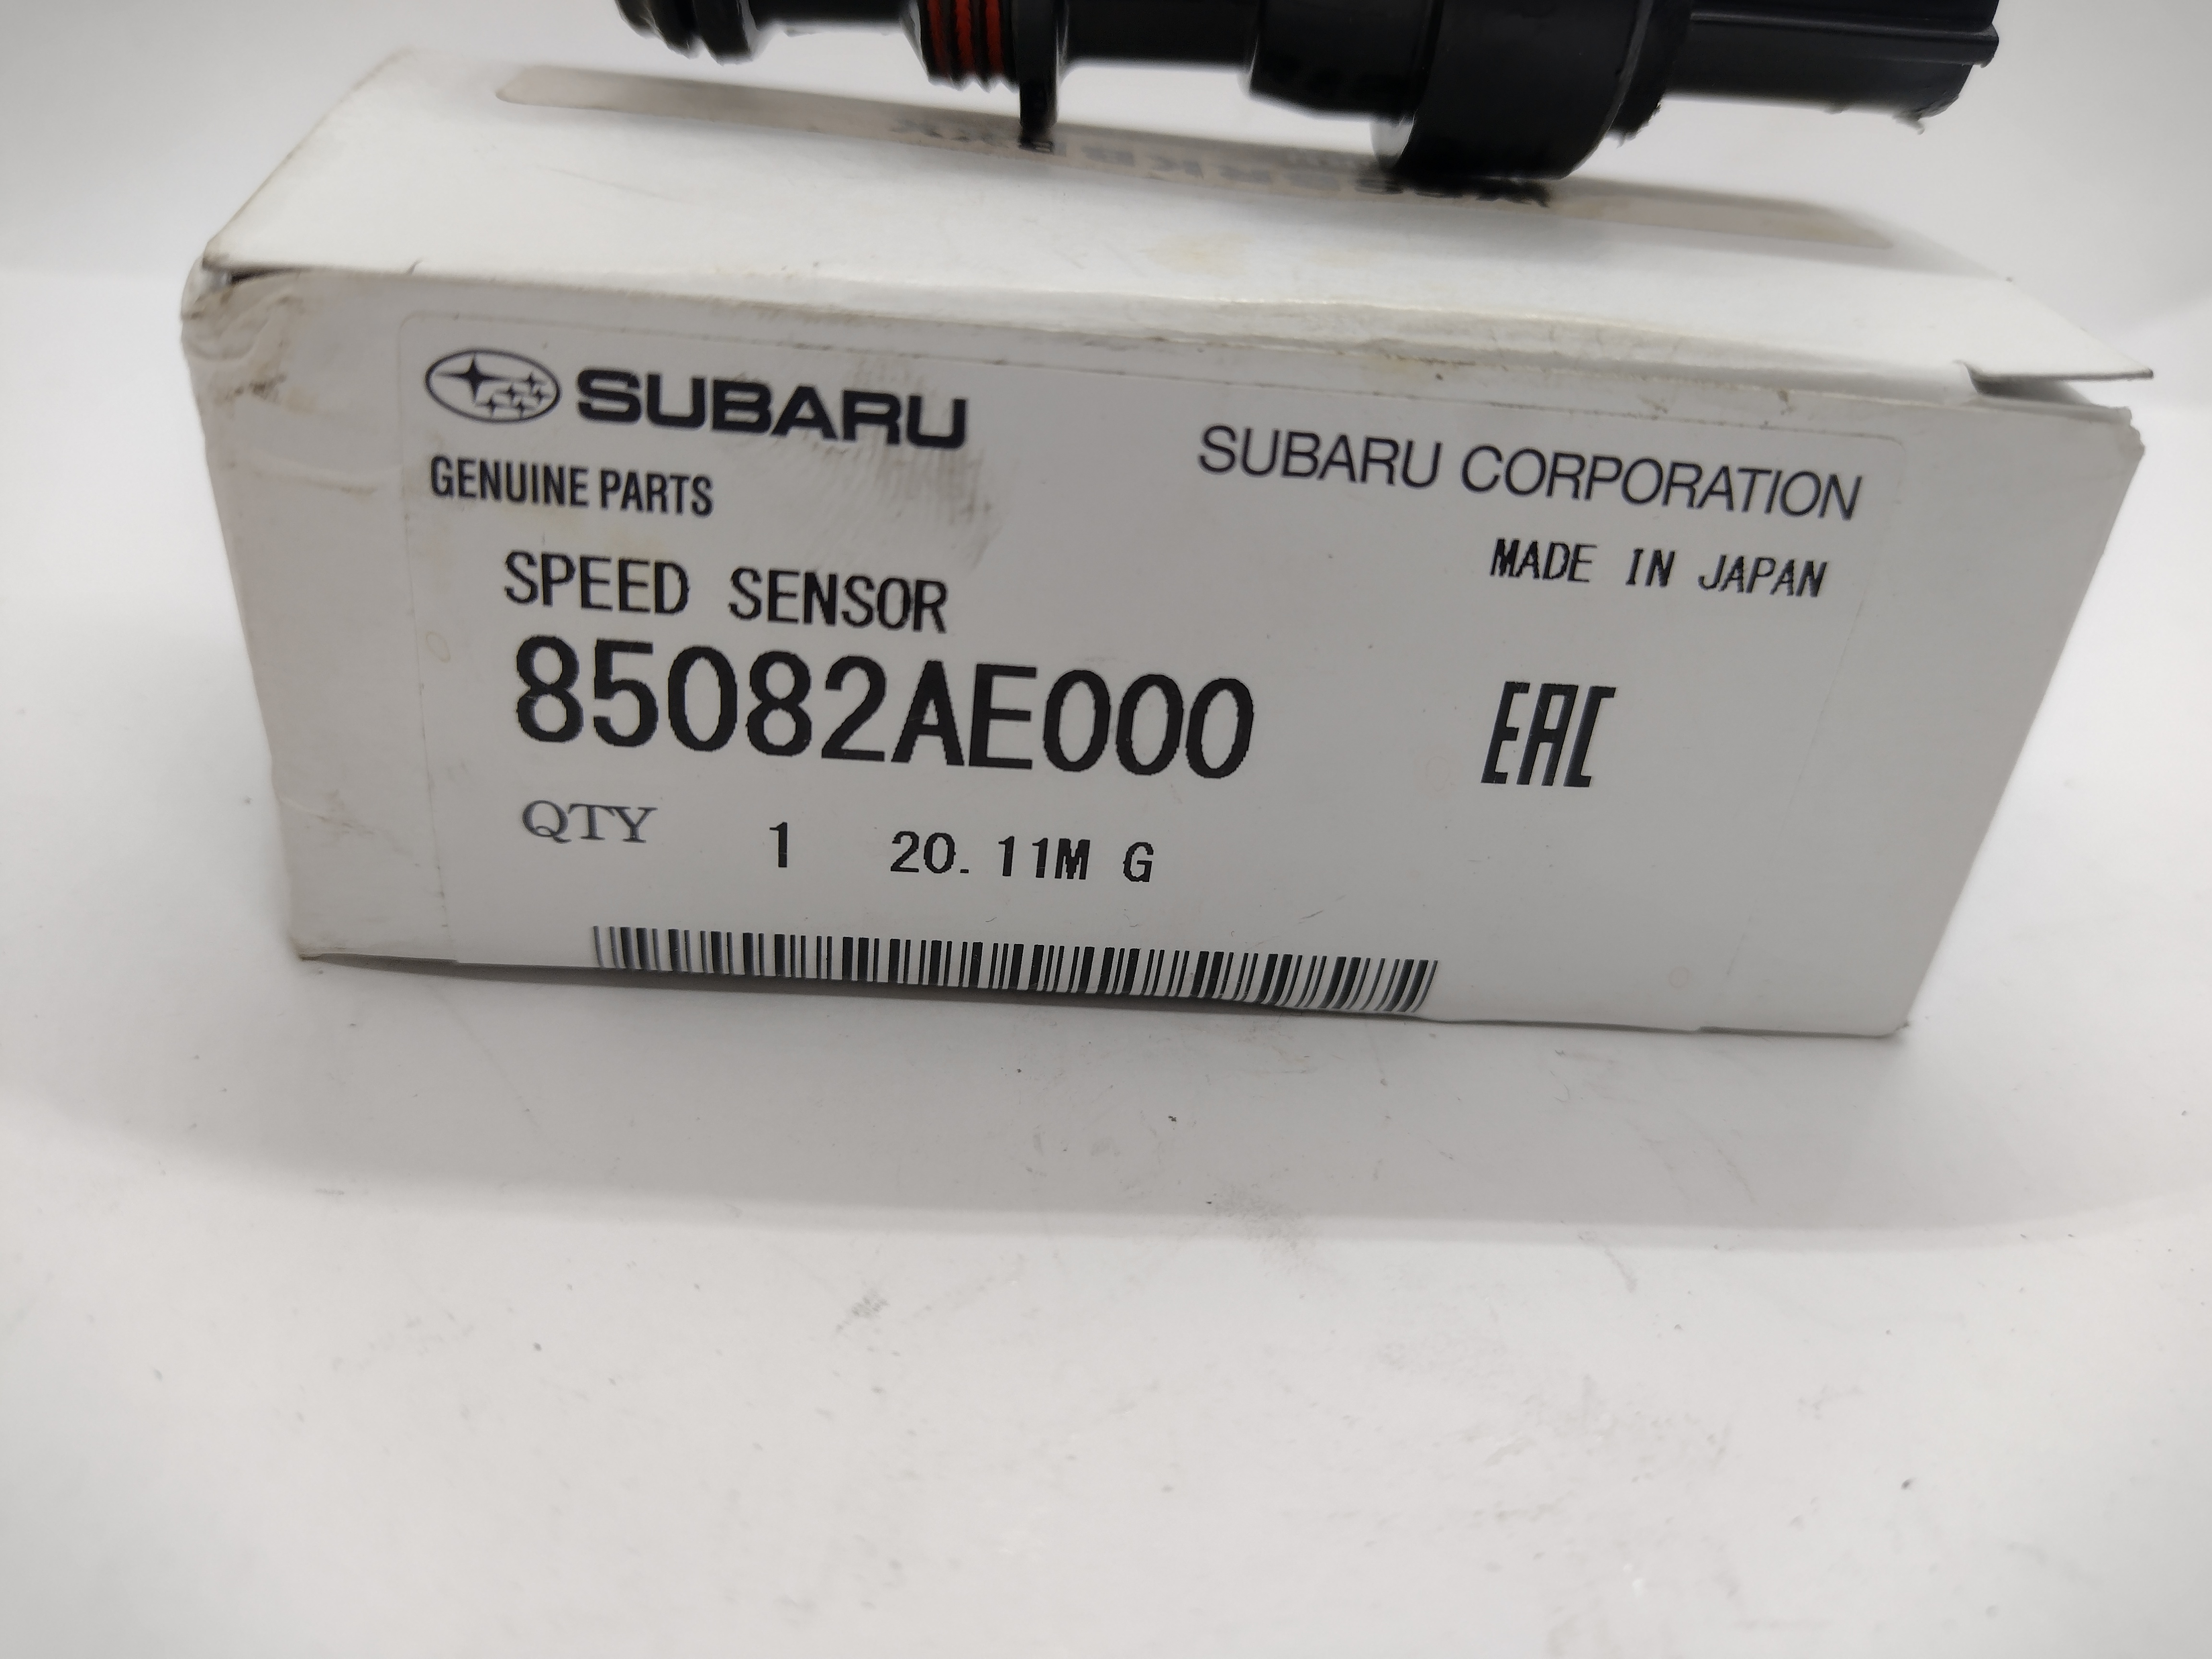 SUBARU
SUBARU CORPORATION
GENUINE PARTS
MADE IN JAPAN
SPEED SENSOR
85082AE000
EAC
QTY 1 20.11M G